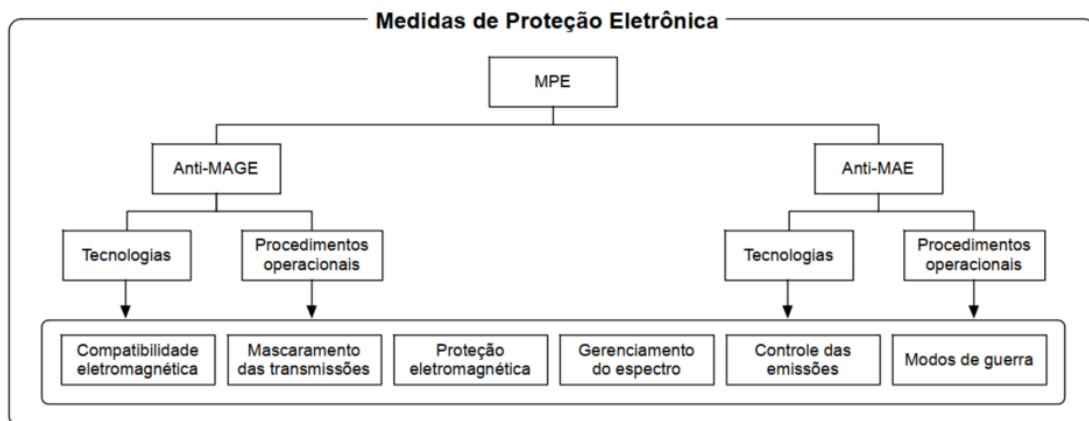 Medidas de Proteção Eletrônica
MPE
Anti-MAGE
Anti-MAE
Tecnologias
Procedimentos
operacionais
Tecnologias
Procedimentos
operacionais
Compatibilidade
eletromagnética
Mascaramento
das transmissões
Proteção
eletromagnética
Gerenciamento
do espectro
Controle das
emissões
Modos de guerra